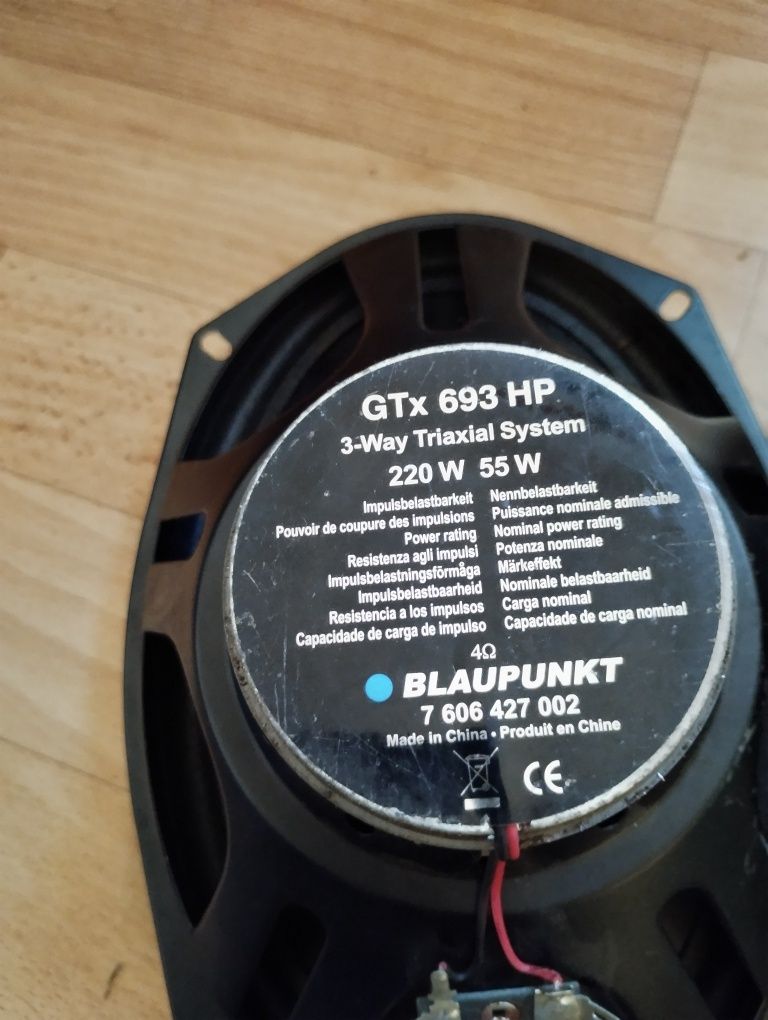 GTx 693 HP
3-Way Triaxial System
220 W 55 W
Impulsbelastbarkeit Nennbelastbarkeit
Pouvoir de coupure des impulsions Puissance nominale admissible
Power rating Nominal power rating
Resistenza agli impulsi Potenza nominale
Impulsbelastningsförmåga Märkeffekt
Impulsbelastbaarheid Nominale belastbaarheid
Resistencia a los impulsos Carga nominal
Capacidade de carga de impulso Capacidade de carga nominal
4Ω
BLAUPUNKT
7 606 427 002
Made in China • Produit en Chine
CE